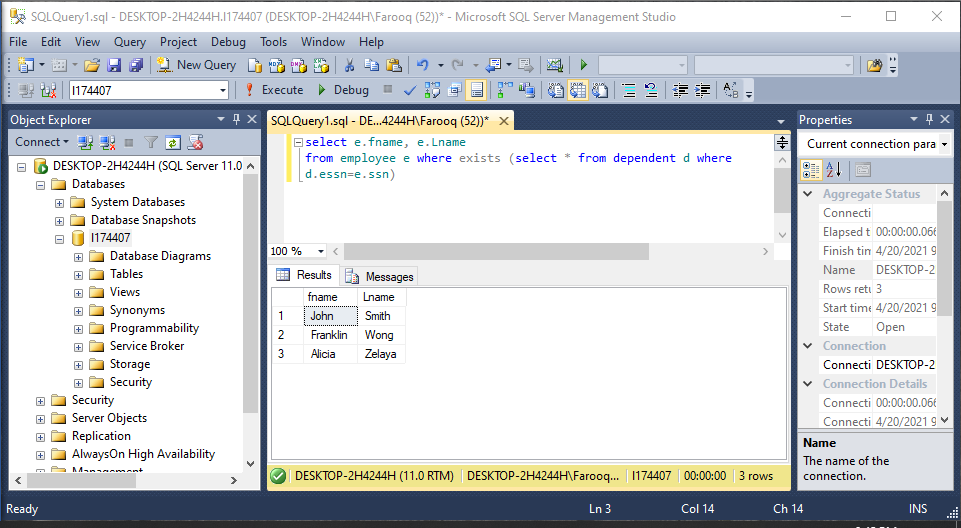 SQLQuery1.sql - DESKTOP-2H4244H.I174407 (DESKTOP-2H4244H\Farooq (52))* - Microsoft SQL Server Management Studio
File Edit View Query Project Debug Tools Window Help
New Query
I174407 Execute Debug
Object Explorer
Connect
DESKTOP-2H4244H (SQL Server 11.0
Databases
System Databases
Database Snapshots
I174407
Database Diagrams
Tables
Views
Synonyms
Programmability
Service Broker
Storage
Security
Security
Server Objects
Replication
AlwaysOn High Availability
Management
SQLQuery1.sql - DE...4244H\Farooq (52))*
select e.fname, e.Lname
from employee e where exists (select * from dependent d where
d.essn=e.ssn)
100 %
Results Messages
fname Lname
1 John Smith
2 Franklin Wong
3 Alicia Zelaya
DESKTOP-2H4244H (11.0 RTM) DESKTOP-2H4244H\Farooq... I174407 00:00:00 3 rows
Properties
Current connection para
Aggregate Status
Connecti
Elapsed t 00:00:00.066
Finish tim 4/20/2021 9
Name DESKTOP-2
Rows retu 3
Start time 4/20/2021 9
State Open
Connection
Connecti DESKTOP-2
Connection Details
Connecti 00:00:00.066
Connecti 4/20/2021 9
Name
The name of the
connection.
Ready Ln 3 Col 14 Ch 14 INS